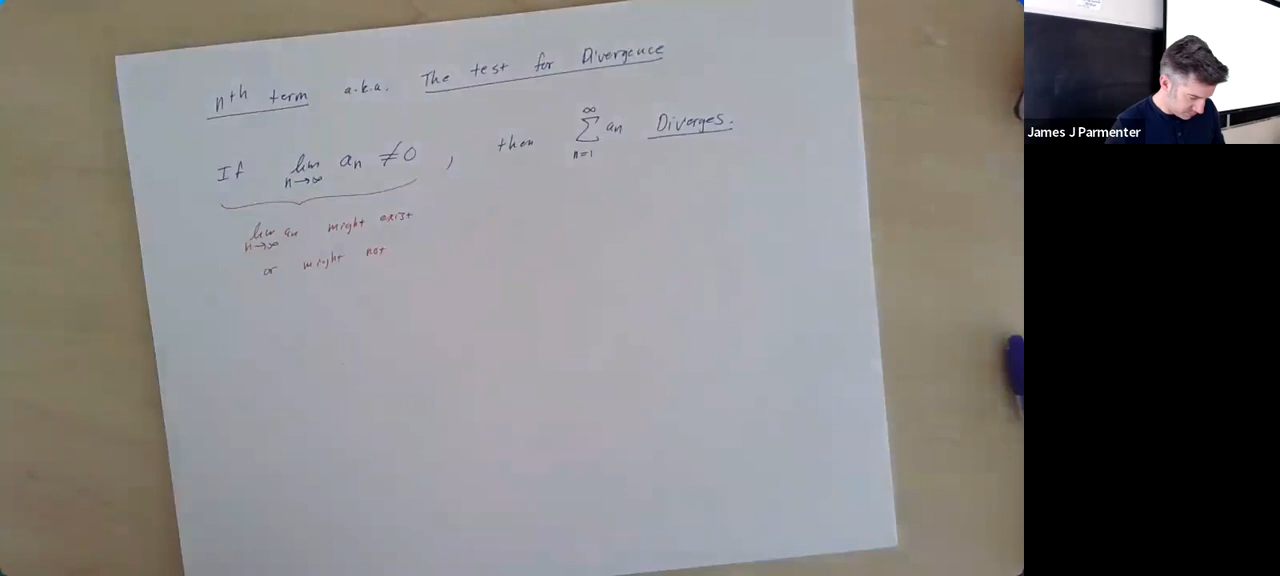 nth term a.k.a. The test for Divergence
If lim n→∞ an ≠ 0 , then ∞ Σ n=1 an Diverges.
lim n→∞ an might exist
or might not
James J Parmenter